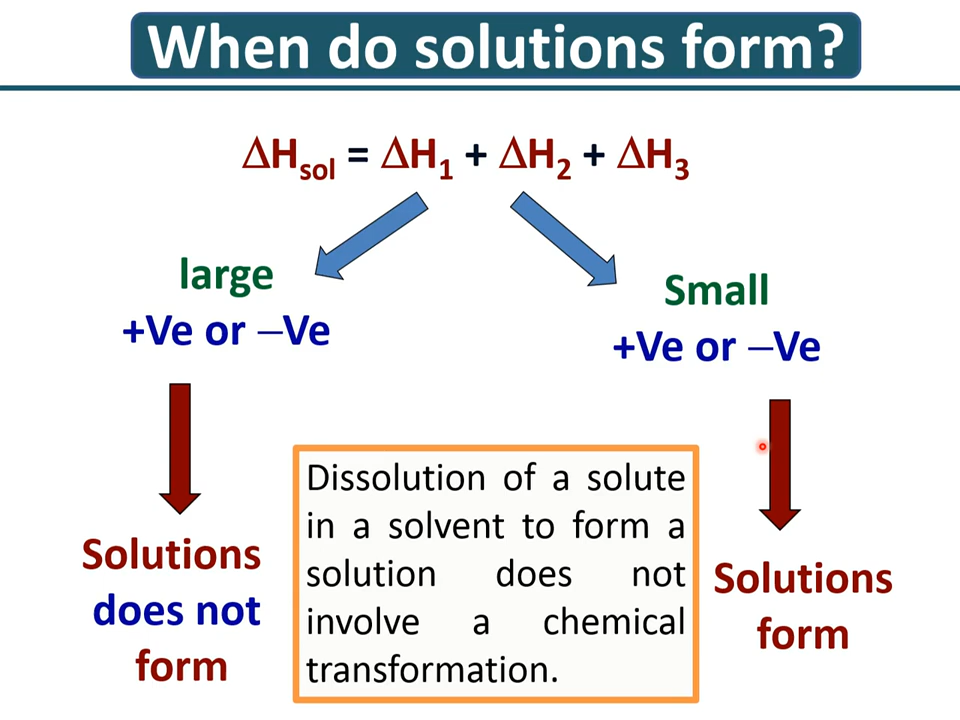 When do solutions form?
ΔHsol = ΔH1 + ΔH2 + ΔH3
large
+Ve or –Ve
Small
+Ve or –Ve
Solutions
does not
form
Dissolution of a solute
in a solvent to form a
solution does not
involve a chemical
transformation.
Solutions
form